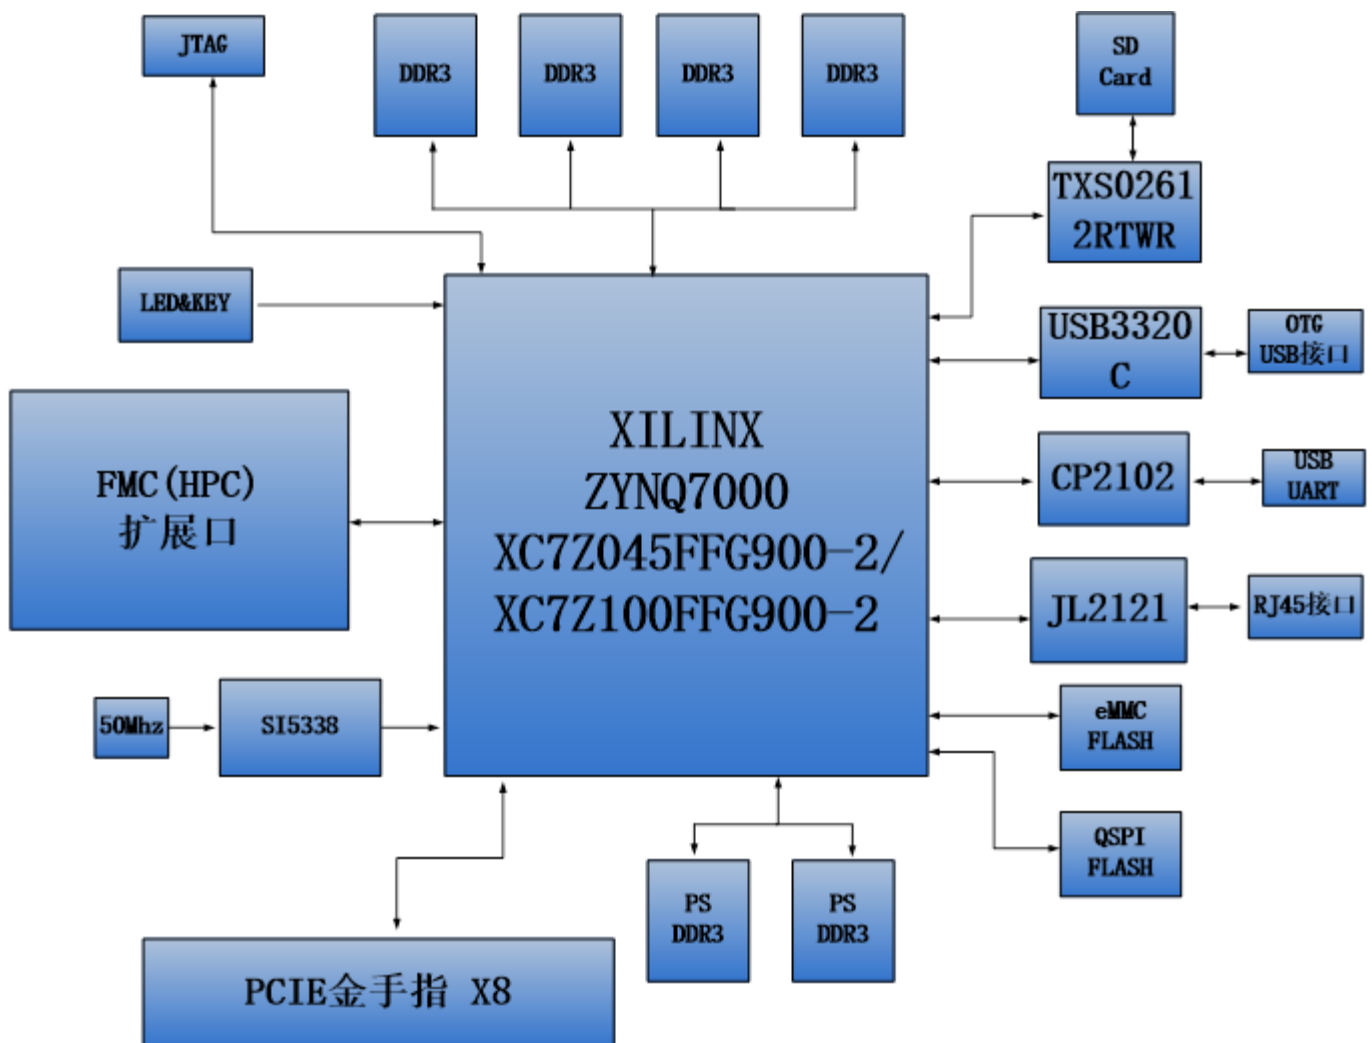 JTAG
DDR3
DDR3
DDR3
DDR3
SD
Card
TXS0261
2RTWR
LED&KEY
USB3320
C
OTG
USB接口
XILINX
ZYNQ7000
XC7Z045FFG900-2/
XC7Z100FFG900-2
FMC(HPC)
扩展口
CP2102
USB
UART
JL2121
RJ45接口
50Mhz
SI5338
eMMC
FLASH
QSPI
FLASH
PS
DDR3
PS
DDR3
PCIE金手指 X8